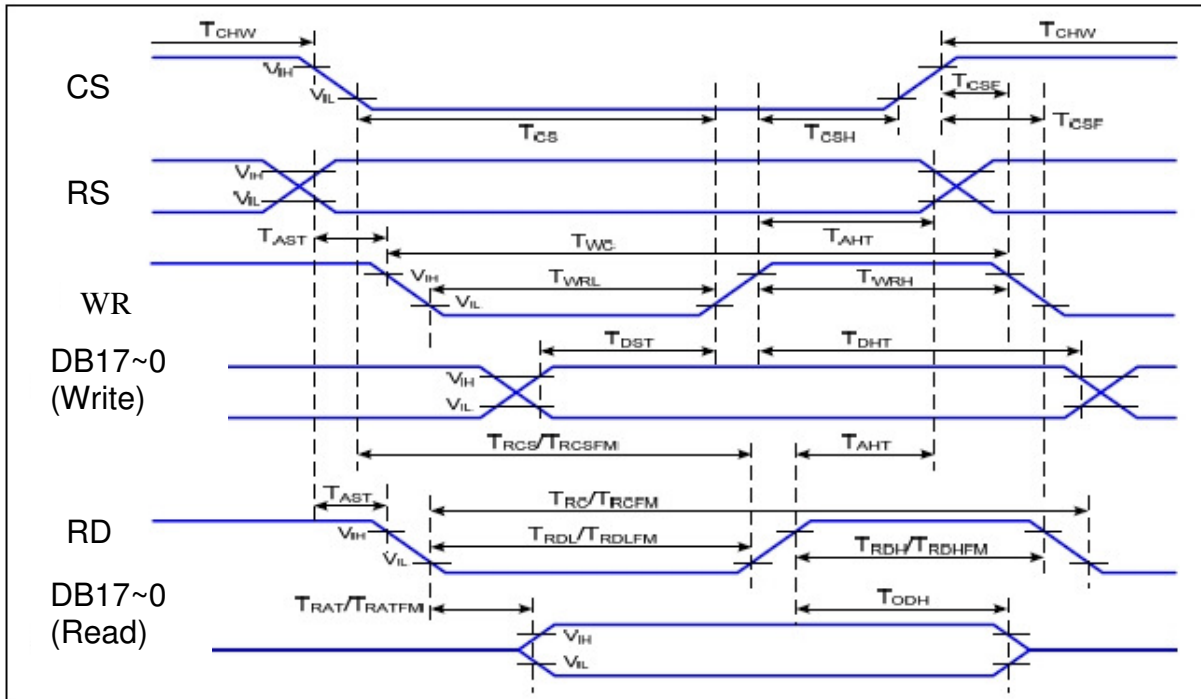 TCHW TCHW
CS VIH
VIL
TCSF
TCS TCSH TCSF
RS VIH
VIL
TAST TWC TAHT
VIH TWRL TWRH
WR VIL
DB17~0 TDST TDHT
(Write) VIH
VIL
TRCS/TRCSFM TAHT
TAST TRC/TRCFM
RD VIH TRDL/TRDLFM TRDH/TRDHFM
VIL
DB17~0
(Read) TRAT/TRATFM TODH
VIH
VIL